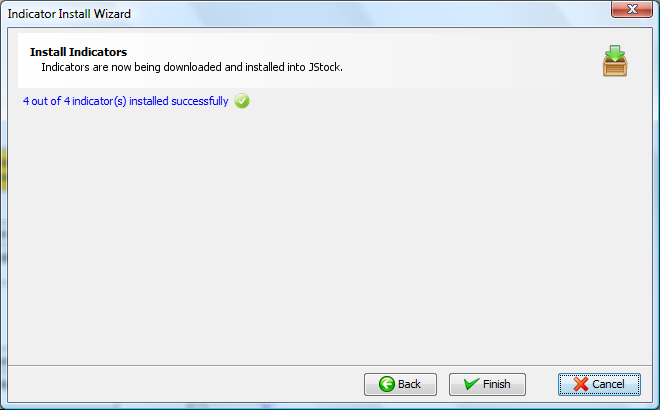 Indicator Install Wizard
Install Indicators
Indicators are now being downloaded and installed into JStock.
4 out of 4 indicator(s) installed successfully
Back Finish Cancel